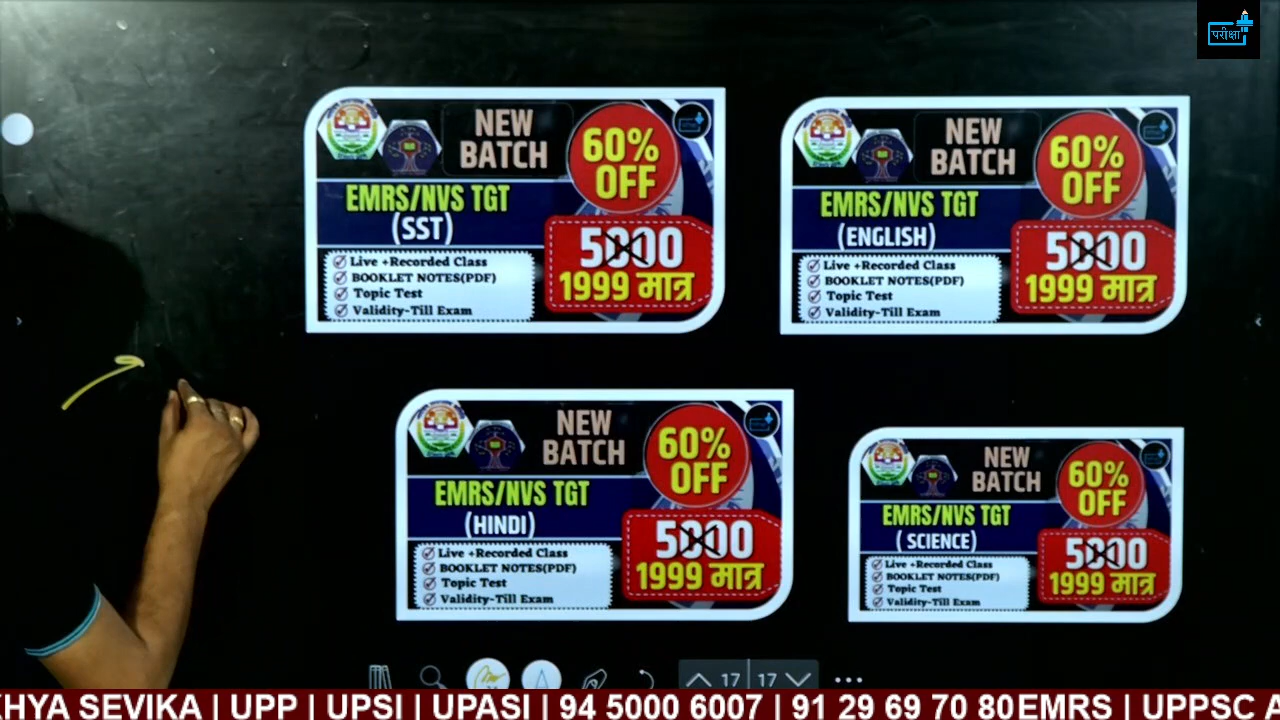 परीक्षा
NEW
BATCH
60%
OFF
EMRS/NVS TGT
(SST)
5000
1999 मात्र
Live +Recorded Class
BOOKLET NOTES(PDF)
Topic Test
Validity-Till Exam
NEW
BATCH
60%
OFF
EMRS/NVS TGT
(ENGLISH)
5000
1999 मात्र
Live +Recorded Class
BOOKLET NOTES(PDF)
Topic Test
Validity-Till Exam
NEW
BATCH
60%
OFF
EMRS/NVS TGT
(HINDI)
5000
1999 मात्र
Live +Recorded Class
BOOKLET NOTES(PDF)
Topic Test
Validity-Till Exam
NEW
BATCH
60%
OFF
EMRS/NVS TGT
( SCIENCE)
5000
1999 मात्र
Live +Recorded Class
BOOKLET NOTES(PDF)
Topic Test
Validity-Till Exam
17 17
KHYA SEVIKA | UPP | UPSI | UPASI | 94 5000 6007 | 91 29 69 70 80 EMRS | UPPSC A